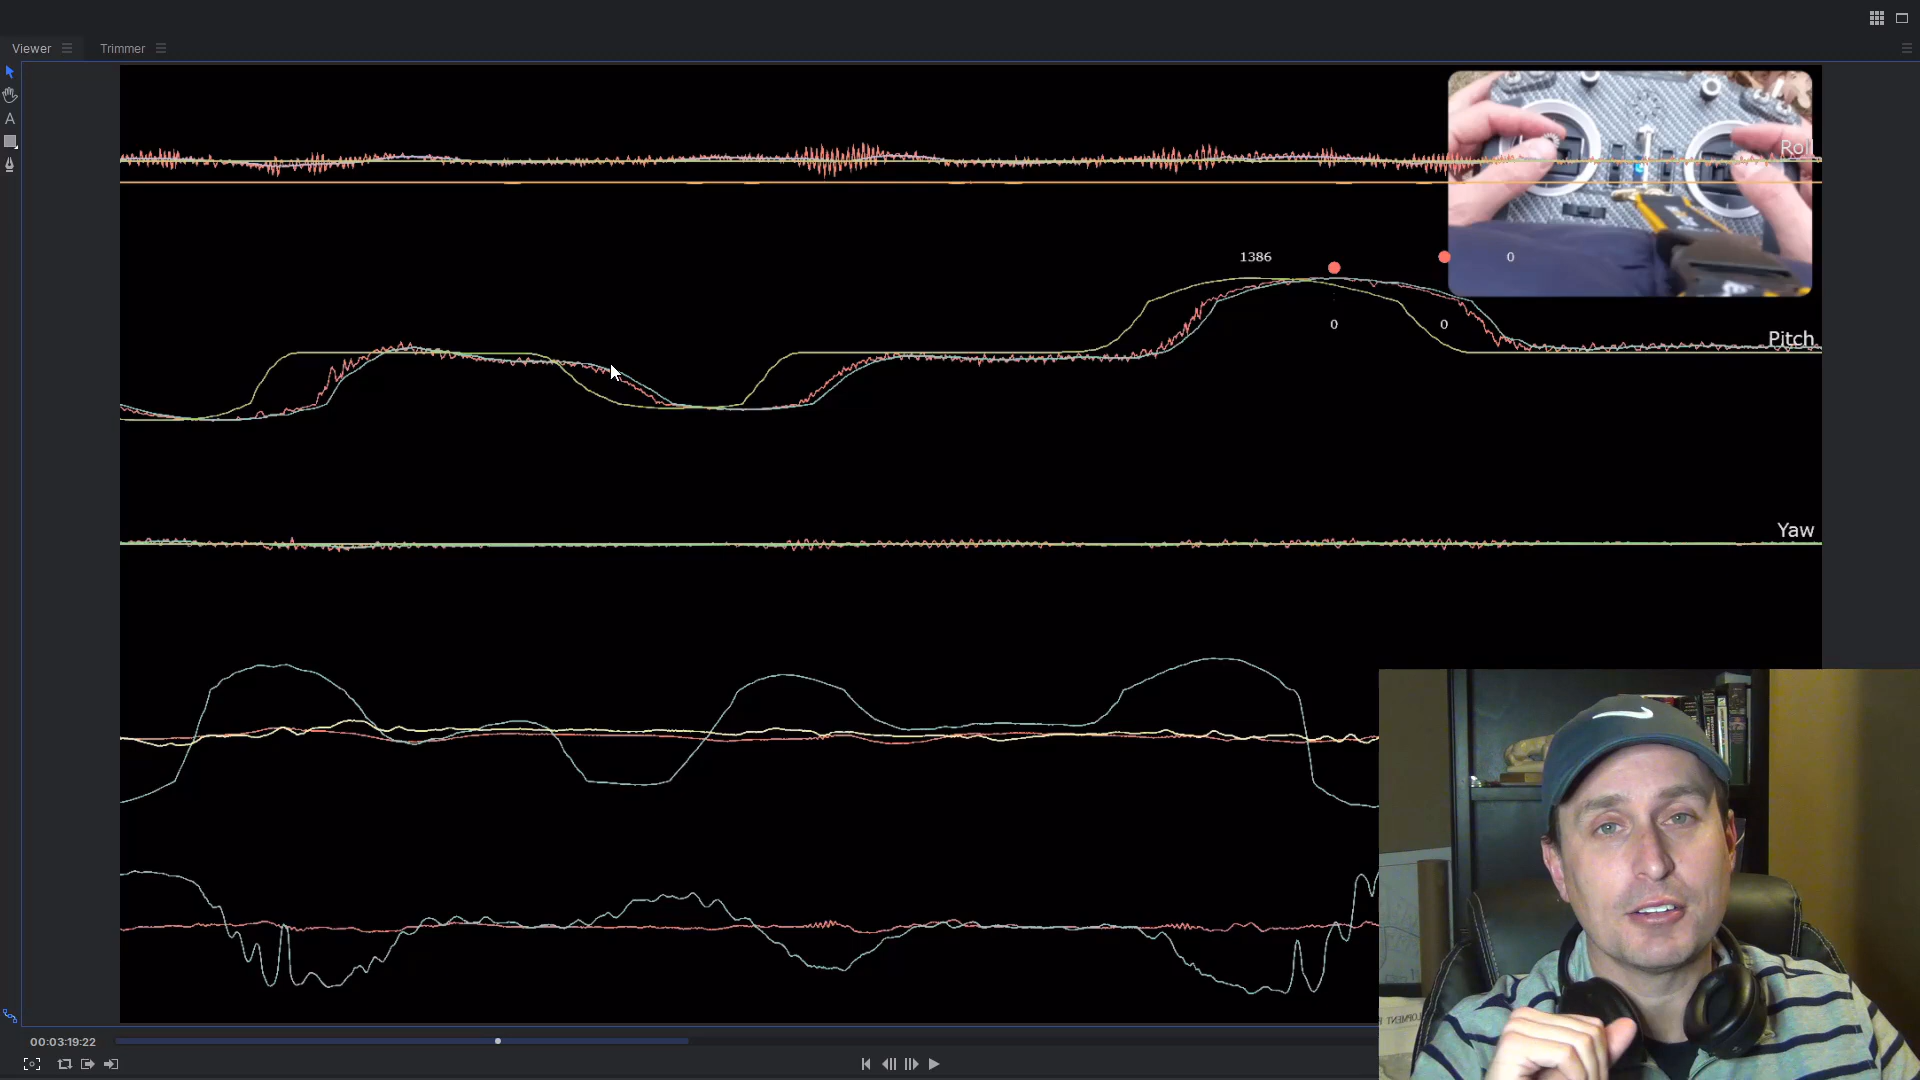 Viewer
Trimmer
A
Roll
1386
0
0
0
Pitch
Yaw
00:03:19:22